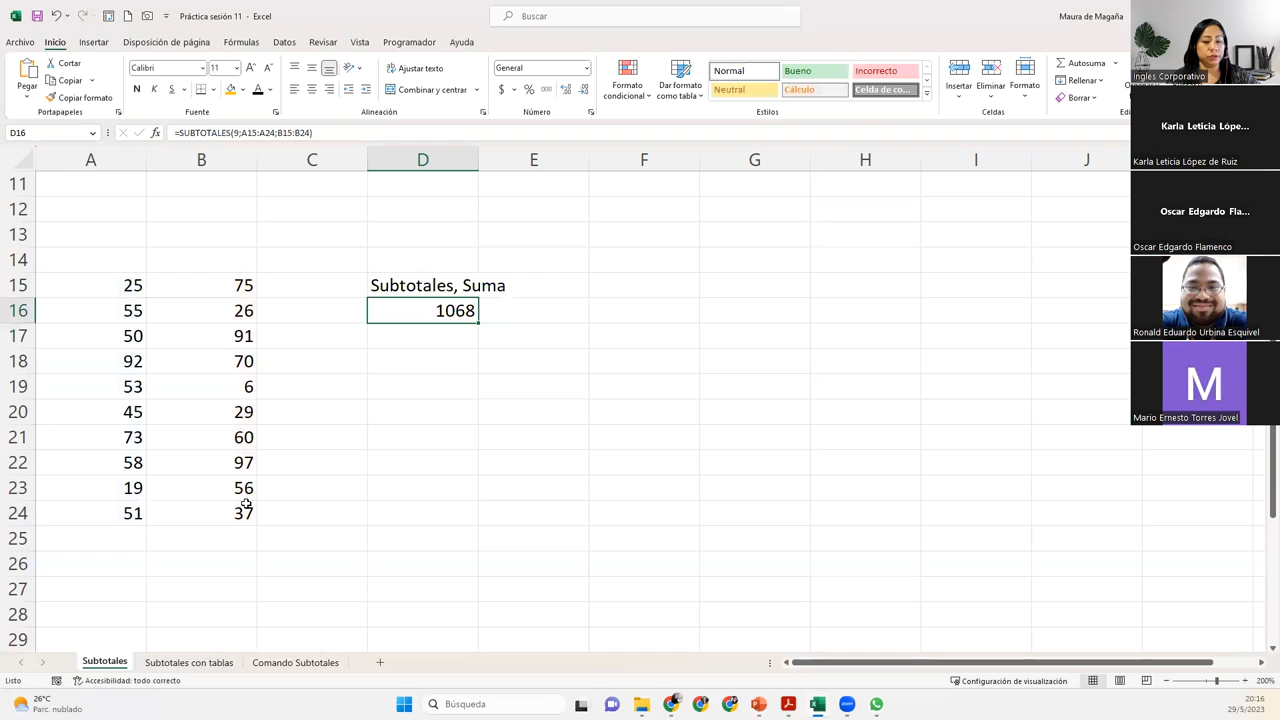 Práctica sesión 11 - Excel
Buscar
Maura de Magaña
Archivo Inicio Insertar Disposición de página Fórmulas Datos Revisar Vista Programador Ayuda
Pegar
Cortar
Copiar
Copiar formato
Portapapeles
Calibri 11
N K S
Fuente
Ajustar texto
Combinar y centrar
Alineación
General
$ % 000
Número
Formato condicional
Dar formato como tabla
Normal Bueno Incorrecto
Neutral Cálculo Celda de co...
Estilos
Insertar Eliminar Formato
Celdas
Autosuma
Rellenar
Borrar
D16
fx =SUBTOTALES(9;A15:A24;B15:B24)
A B C D E F G H I J
11
12
13
14
15 25 75 Subtotales, Suma
16 55 26 1068
17 50 91
18 92 70
19 53 6
20 45 29
21 73 60
22 58 97
23 19 56
24 51 37
25
26
27
28
29
Subtotales Subtotales con tablas Comando Subtotales
Listo Accesibilidad: todo correcto Configuración de visualización 200%
26°C
Parc. nublado
Búsqueda
zoom
20:16
29/5/2023
Ingles Corporativo
Karla Leticia Lópe...
Karla Leticia López de Ruiz
Oscar Edgardo Fla...
Oscar Edgardo Flamenco
Ronald Eduardo Urbina Esquivel
M
Mario Ernesto Torres Jovel